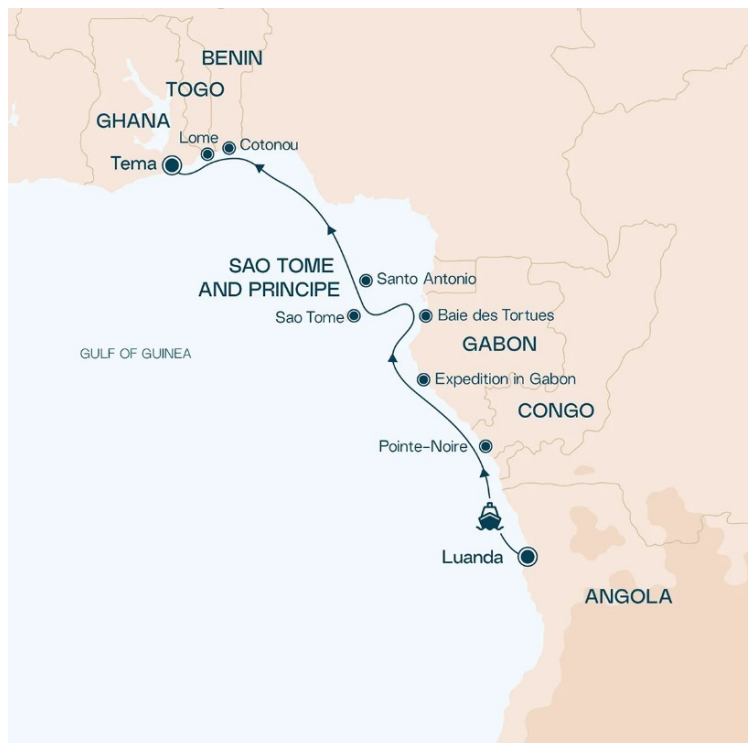 BENIN
TOGO
GHANA
Lome
Cotonou
Tema
SAO TOME
AND PRINCIPE
Santo Antonio
Sao Tome
Baie des Tortues
GABON
GULF OF GUINEA
Expedition in Gabon
CONGO
Pointe-Noire
Luanda
ANGOLA